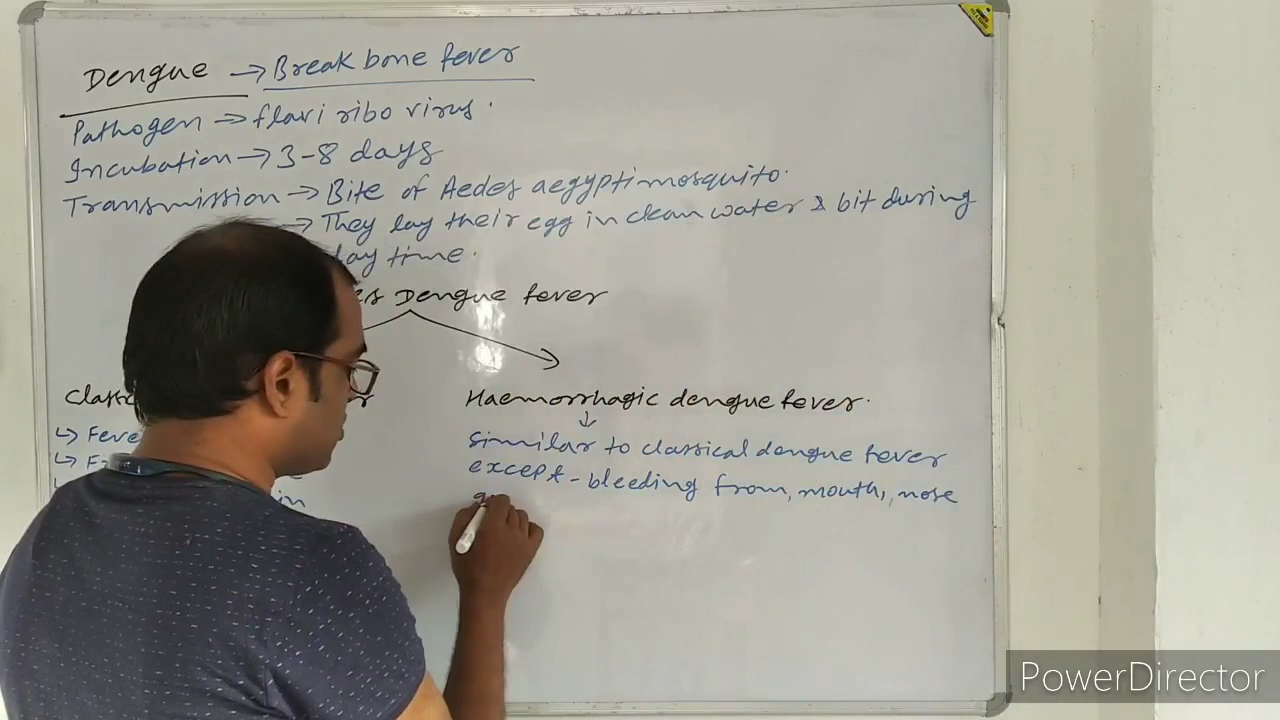 Dengue → Break bone fever
Pathogen → flavi ribo virus.
Incubation → 3-8 days
Transmission → Bite of Aedes aegypti mosquito.
→ They lay their egg in clean water & bit during
day time.
Dengue fever
Haemorrhagic dengue fever.
↓
↳ Feve
Similar to classical dengue fever
except - bleeding from, mouth, nose
in
PowerDirector